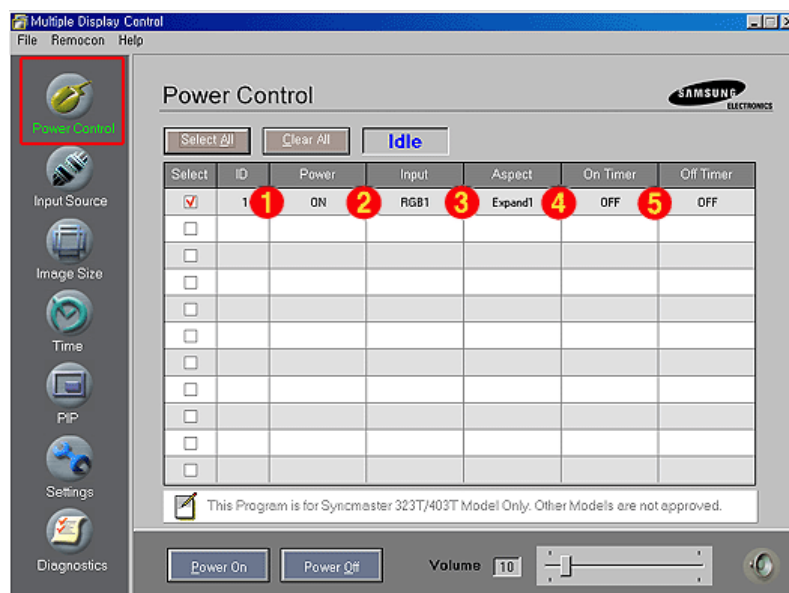 Multiple Display Control
File Remocon Help
Power Control
Input Source
Image Size
Time
PIP
Settings
Diagnostics
Power Control
SAMSUNG
ELECTRONICS
Select All Clear All Idle
Select ID Power Input Aspect On Timer Off Timer
1 1 ON 2 RGB1 3 Expand1 4 OFF 5 OFF
This Program is for Syncmaster 323T/403T Model Only. Other Models are not approved.
Power On Power Off Volume 10